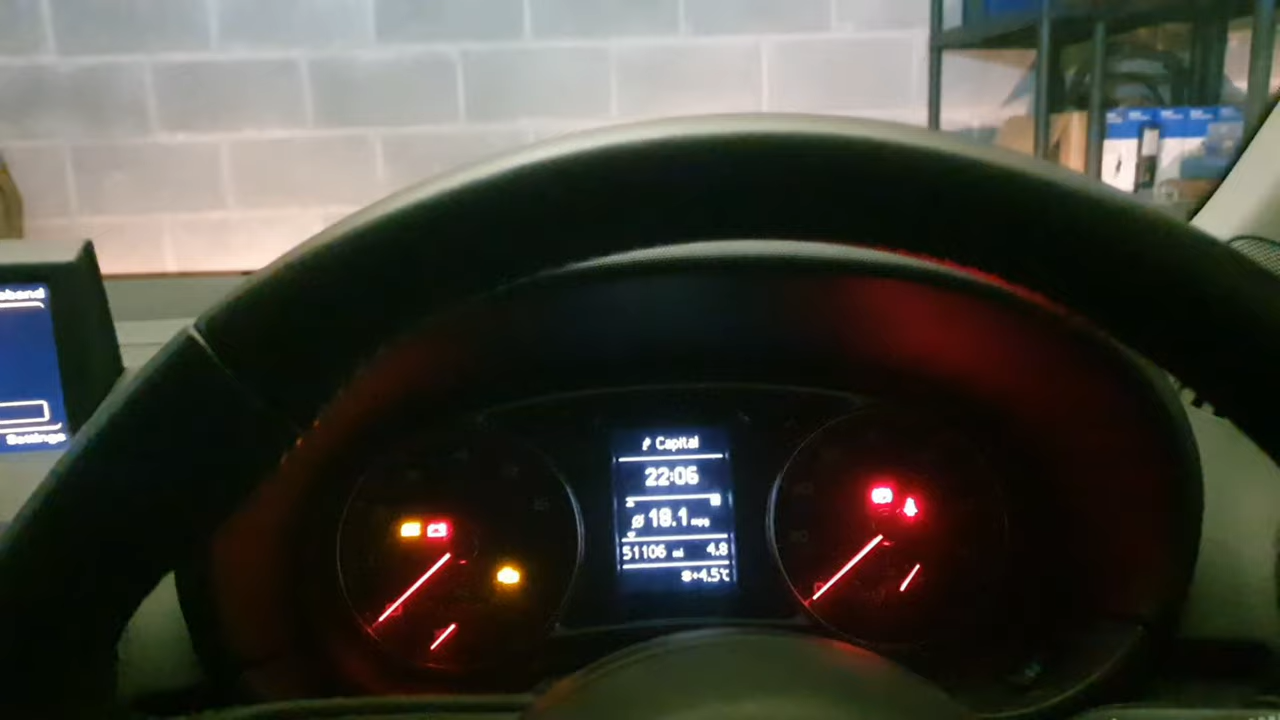 Settings
Capital
22:06
ø 18.1 mpg
51106 mi 4.8
+4.5°C